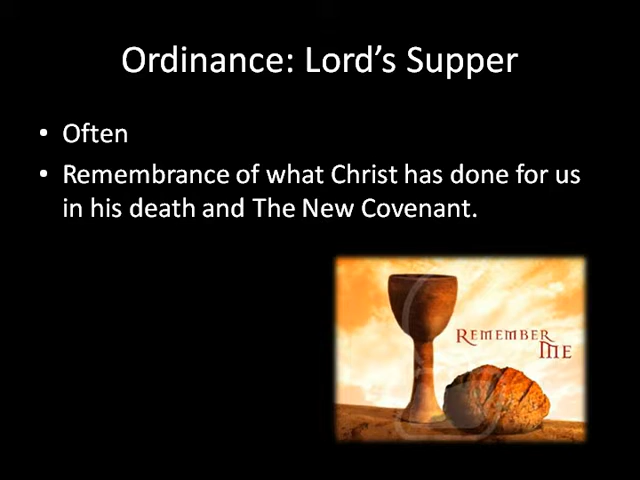 Ordinance: Lord's Supper
• Often
• Remembrance of what Christ has done for us
in his death and The New Covenant.
REMEMBER
ME